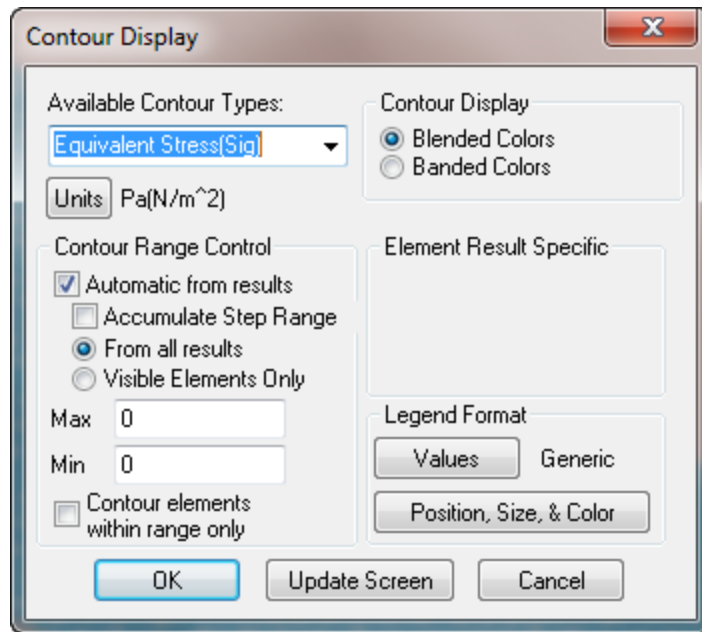 Contour Display
Available Contour Types:
Equivalent Stress(Sig)
Units Pa(N/m^2)
Contour Display
Blended Colors
Banded Colors
Contour Range Control
Automatic from results
Accumulate Step Range
From all results
Visible Elements Only
Max 0
Min 0
Contour elements
within range only
Element Result Specific
Legend Format
Values Generic
Position, Size, & Color
OK Update Screen Cancel